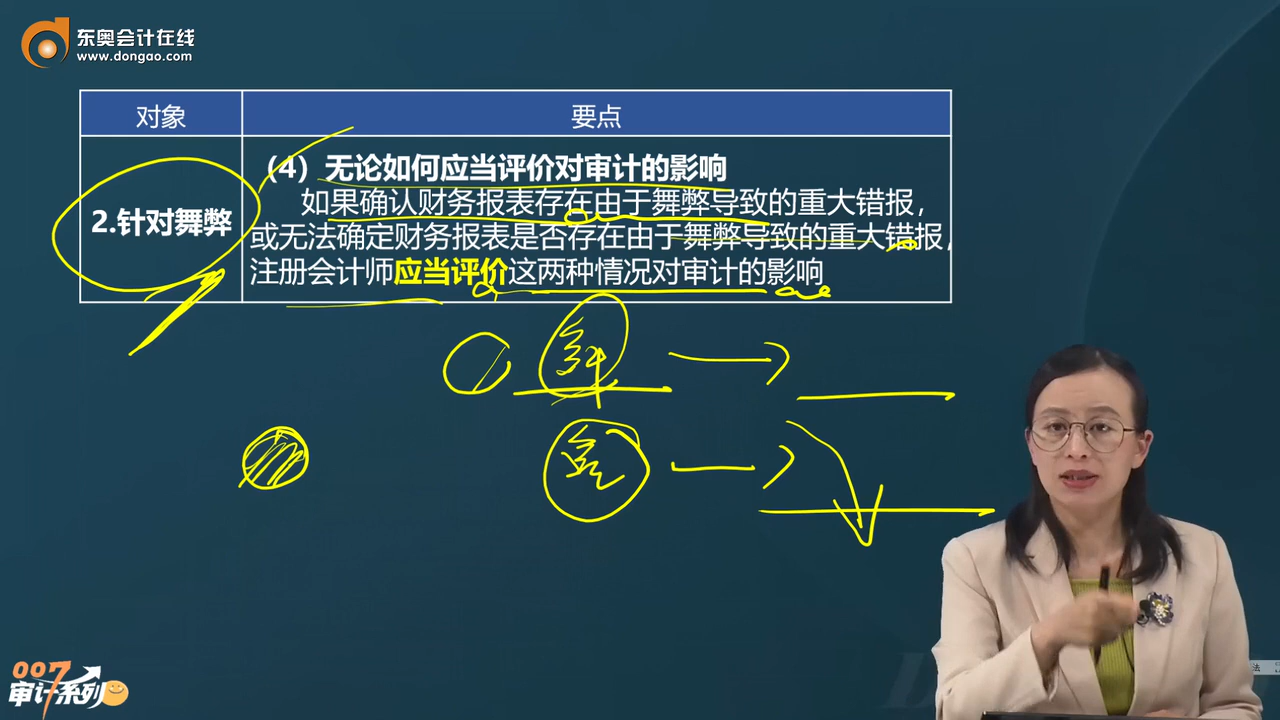 东奥会计在线
www.dongao.com
对象
要点
2.针对舞弊
（4）无论如何应当评价对审计的影响
如果确认财务报表存在由于舞弊导致的重大错报，
或无法确定财务报表是否存在由于舞弊导致的重大错报，
注册会计师应当评价这两种情况对审计的影响
007
审计系列
法